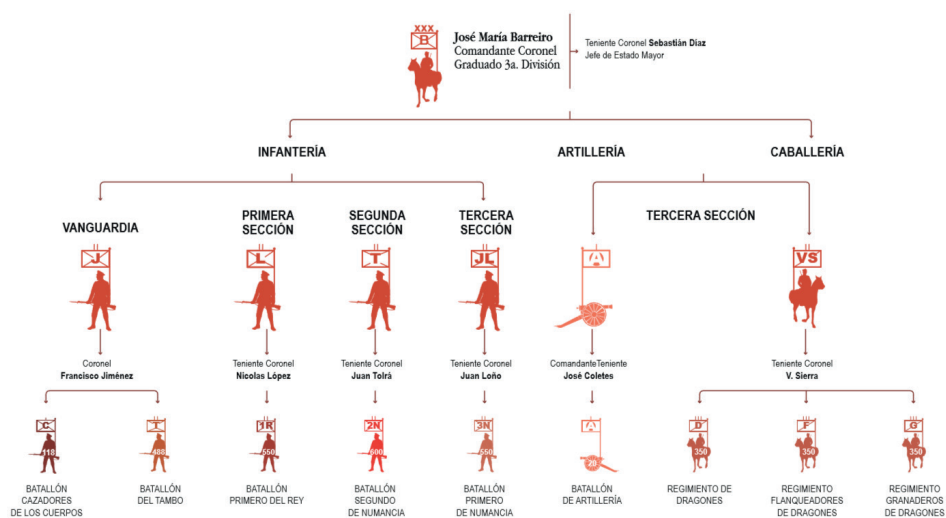 XXX
B
José María Barreiro
Comandante Coronel
Graduado 3a. División
Teniente Coronel Sebastián Díaz
Jefe de Estado Mayor
INFANTERÍA
ARTILLERÍA
CABALLERÍA
VANGUARDIA
PRIMERA
SECCIÓN
SEGUNDA
SECCIÓN
TERCERA
SECCIÓN
TERCERA SECCIÓN
J
L
T
JL
A
VS
Coronel
Francisco Jiménez
Teniente Coronel
Nícolas López
Teniente Coronel
Juan Tolrá
Teniente Coronel
Juan Loño
ComandanteTeniente
José Coletes
Teniente Coronel
V. Sierra
C
118
T
488
1R
550
2N
600
3N
550
A
20
D
350
F
350
G
350
BATALLÓN
CAZADORES
DE LOS CUERPOS
BATALLÓN
DEL TAMBO
BATALLÓN
PRIMERO DEL REY
BATALLÓN
SEGUNDO
DE NUMANCIA
BATALLÓN
PRIMERO
DE NUMANCIA
BATALLÓN
DE ARTILLERÍA
REGIMIENTO DE
DRAGONES
REGIMIENTO
FLANQUEADORES
DE DRAGONES
REGIMIENTO
GRANADEROS
DE DRAGONES